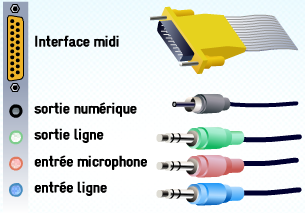 Interface midi
sortie numérique
sortie ligne
entrée microphone
entrée ligne